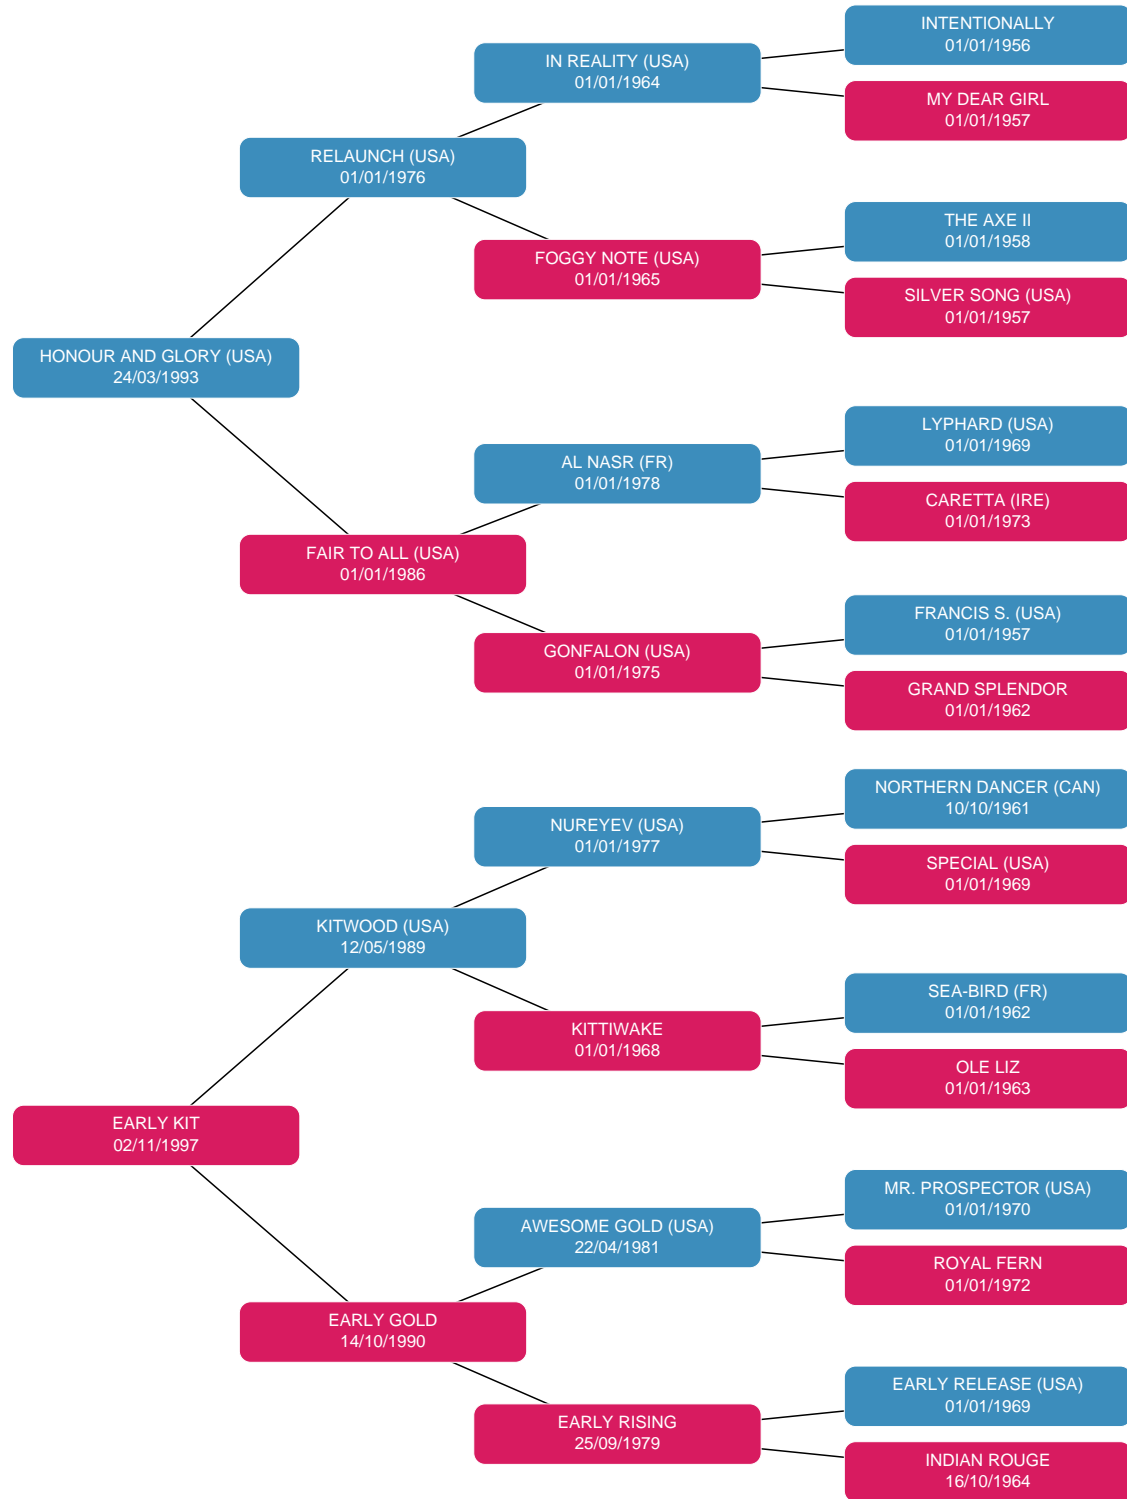 INTENTIONALLY
01/01/1956
IN REALITY (USA)
01/01/1964
MY DEAR GIRL
01/01/1957
RELAUNCH (USA)
01/01/1976
THE AXE II
01/01/1958
FOGGY NOTE (USA)
01/01/1965
SILVER SONG (USA)
01/01/1957
HONOUR AND GLORY (USA)
24/03/1993
LYPHARD (USA)
01/01/1969
AL NASR (FR)
01/01/1978
CARETTA (IRE)
01/01/1973
FAIR TO ALL (USA)
01/01/1986
FRANCIS S. (USA)
01/01/1957
GONFALON (USA)
01/01/1975
GRAND SPLENDOR
01/01/1962
NORTHERN DANCER (CAN)
10/10/1961
NUREYEV (USA)
01/01/1977
SPECIAL (USA)
01/01/1969
KITWOOD (USA)
12/05/1989
SEA-BIRD (FR)
01/01/1962
KITTIWAKE
01/01/1968
OLE LIZ
01/01/1963
EARLY KIT
02/11/1997
MR. PROSPECTOR (USA)
01/01/1970
AWESOME GOLD (USA)
22/04/1981
ROYAL FERN
01/01/1972
EARLY GOLD
14/10/1990
EARLY RELEASE (USA)
01/01/1969
EARLY RISING
25/09/1979
INDIAN ROUGE
16/10/1964